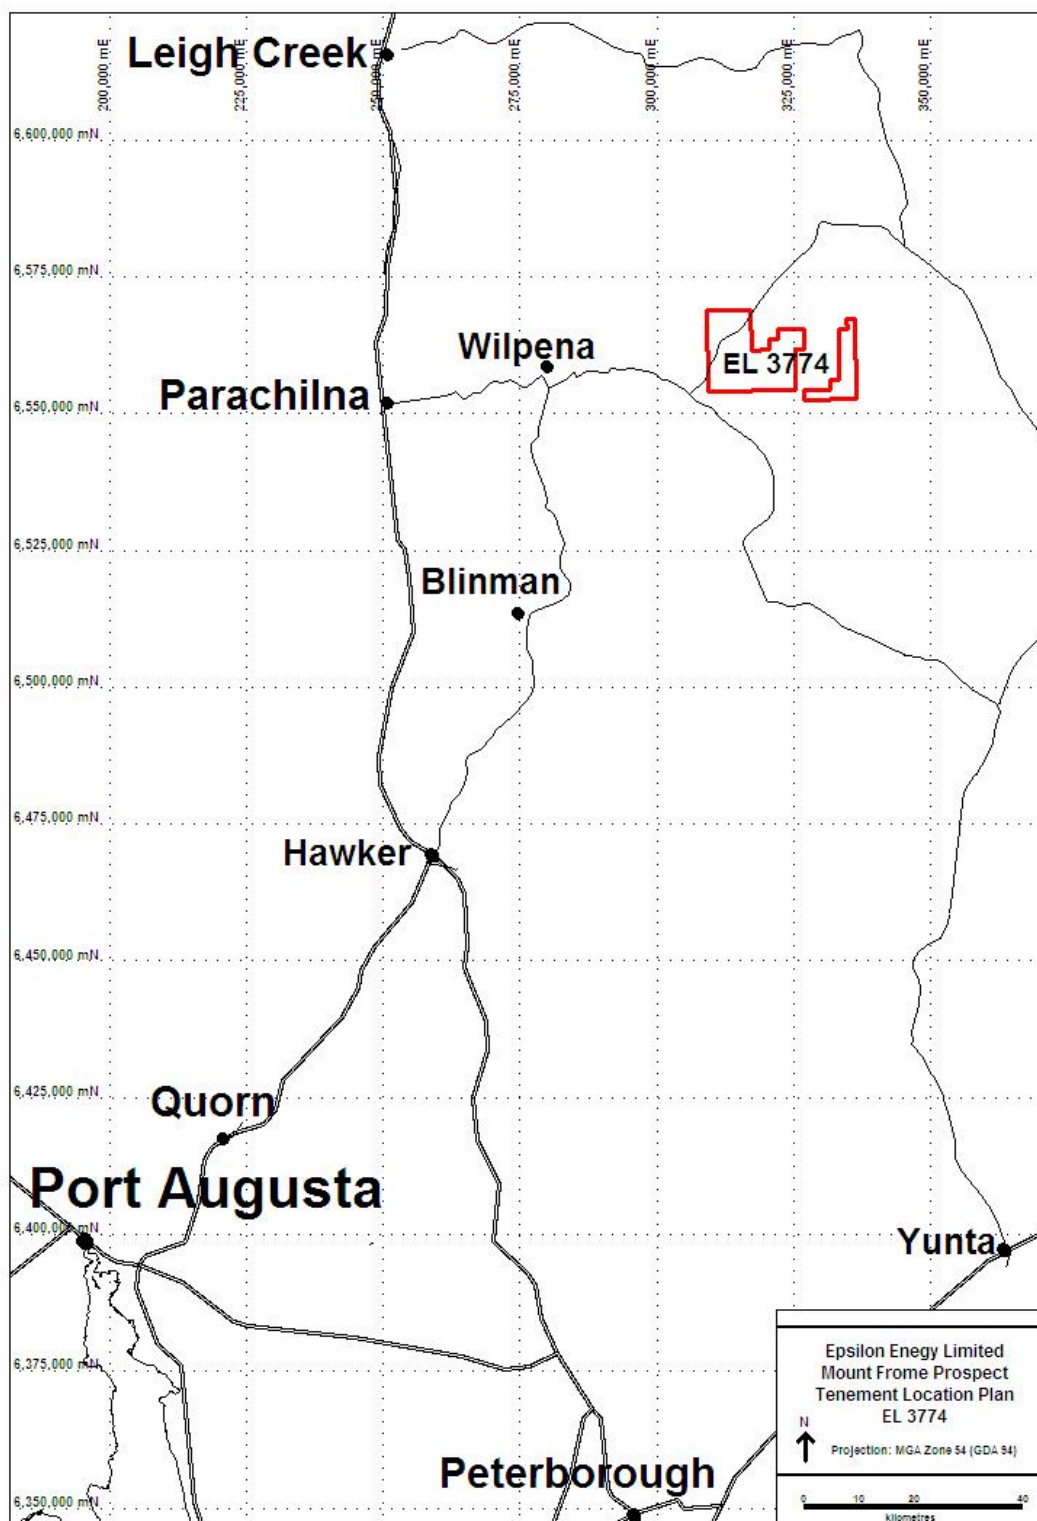 Leigh Creek
200,000 mE
225,000 mE
250,000 mE
275,000 mE
300,000 mE
325,000 mE
350,000 mE
6,600,000 mN
6,575,000 mN
Wilpena
EL 3774
Parachilna
6,550,000 mN
6,525,000 mN
Blinman
6,500,000 mN
6,475,000 mN
Hawker
6,450,000 mN
6,425,000 mN
Quorn
Port Augusta
6,400,000 mN
Yunta
6,375,000 mN
Epsilon Enegy Limited
Mount Frome Prospect
Tenement Location Plan
EL 3774
N
Projection: MGA Zone 54 (GDA 94)
Peterborough
6,350,000 mN
0 10 20 40
kilometres